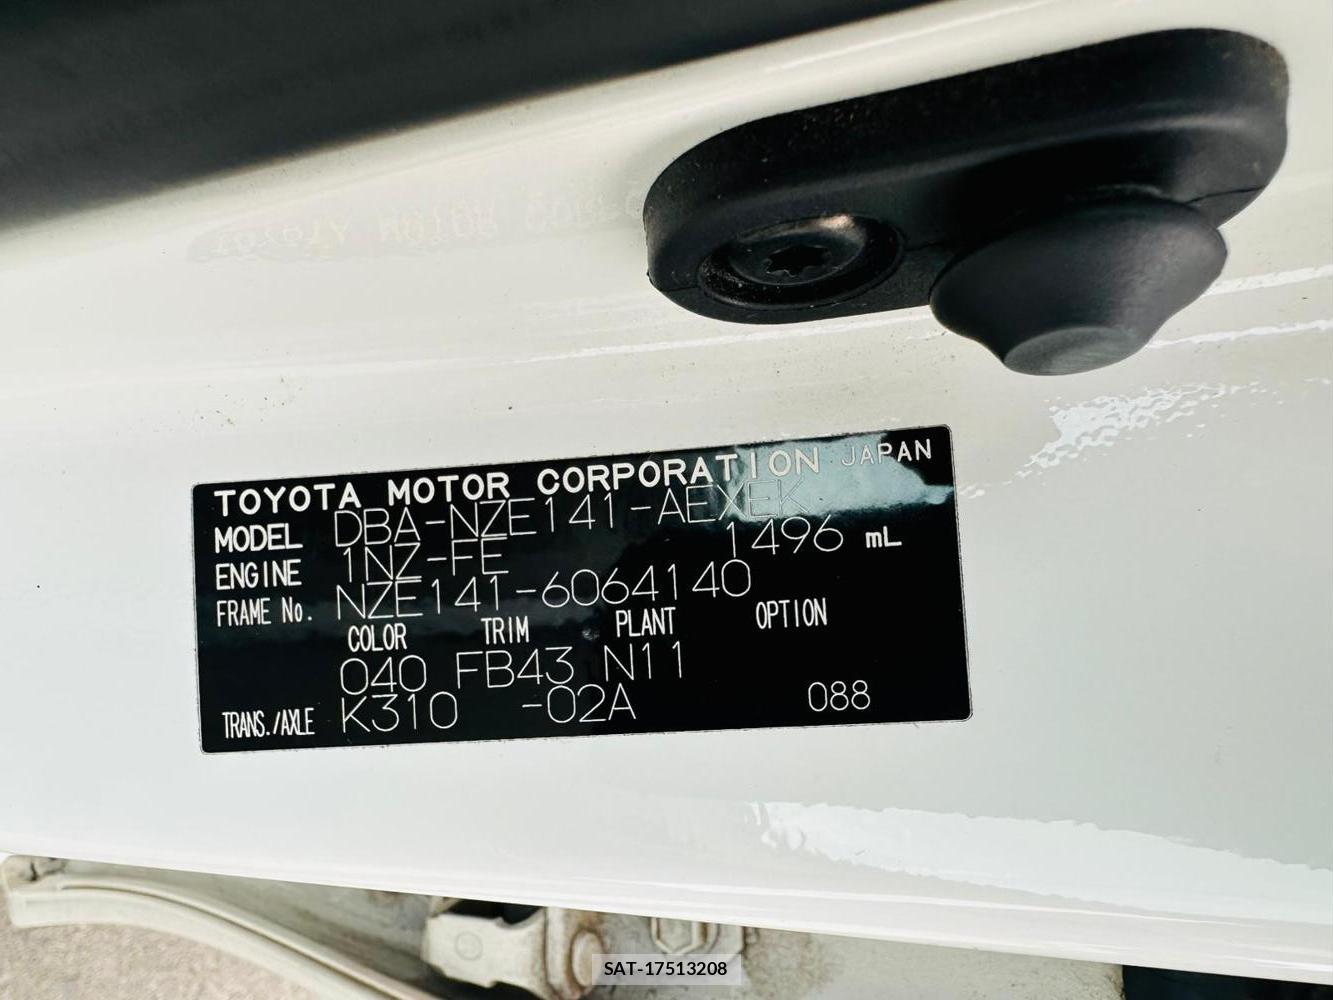 TOYOTA MOTOR CORPORATION JAPAN
MODEL DBA-NZE141-AEXEK
ENGINE 1NZ-FE 1496 mL
FRAME No. NZE141-6064140
COLOR TRIM PLANT OPTION
040 FB43 N11
TRANS./AXLE K310 -02A 088
SAT-17513208